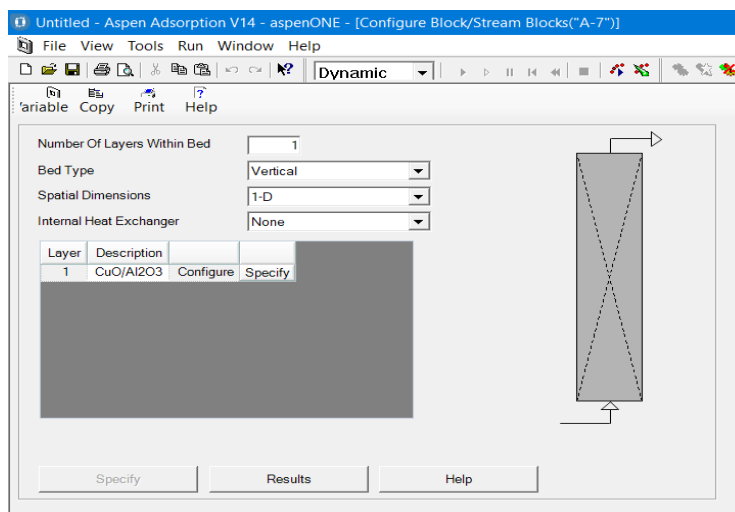 Untitled - Aspen Adsorption V14 - aspenONE - [Configure Block/Stream Blocks("A-7")]
File View Tools Run Window Help
Dynamic
'ariable Copy Print Help
Number Of Layers Within Bed 1
Bed Type Vertical
Spatial Dimensions 1-D
Internal Heat Exchanger None
Layer Description
1 CuO/Al2O3 Configure Specify
Specify Results Help